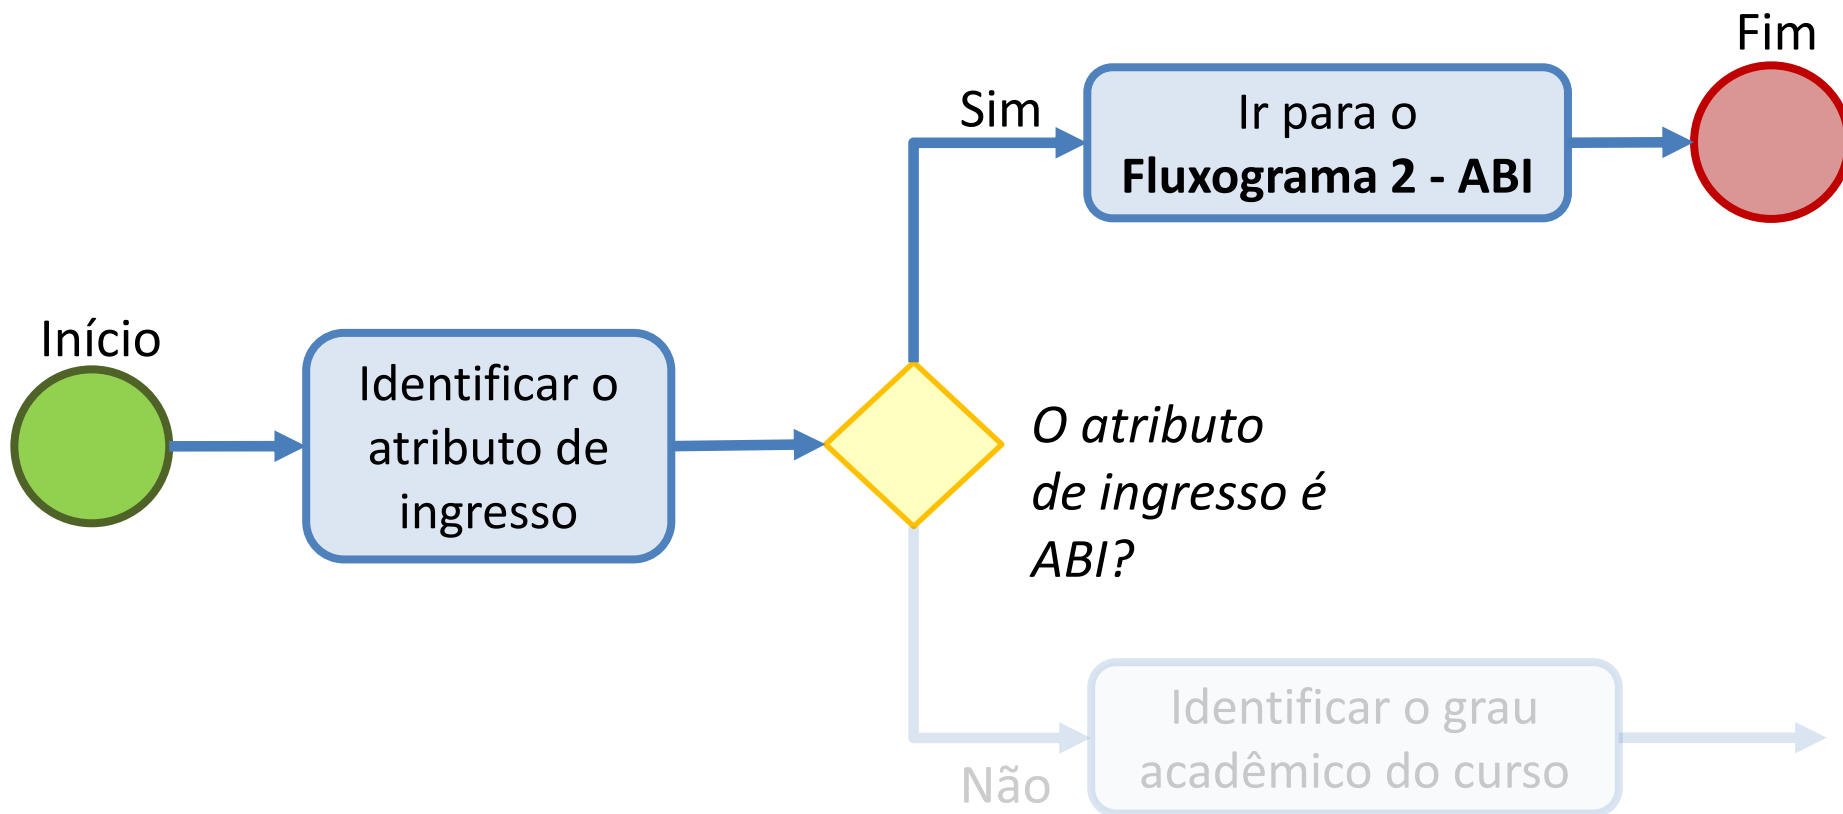 Início
Identificar o
atributo de
ingresso
O atributo
de ingresso é
ABI?
Sim
Ir para o
Fluxograma 2 - ABI
Fim
Não
Identificar o grau
acadêmico do curso